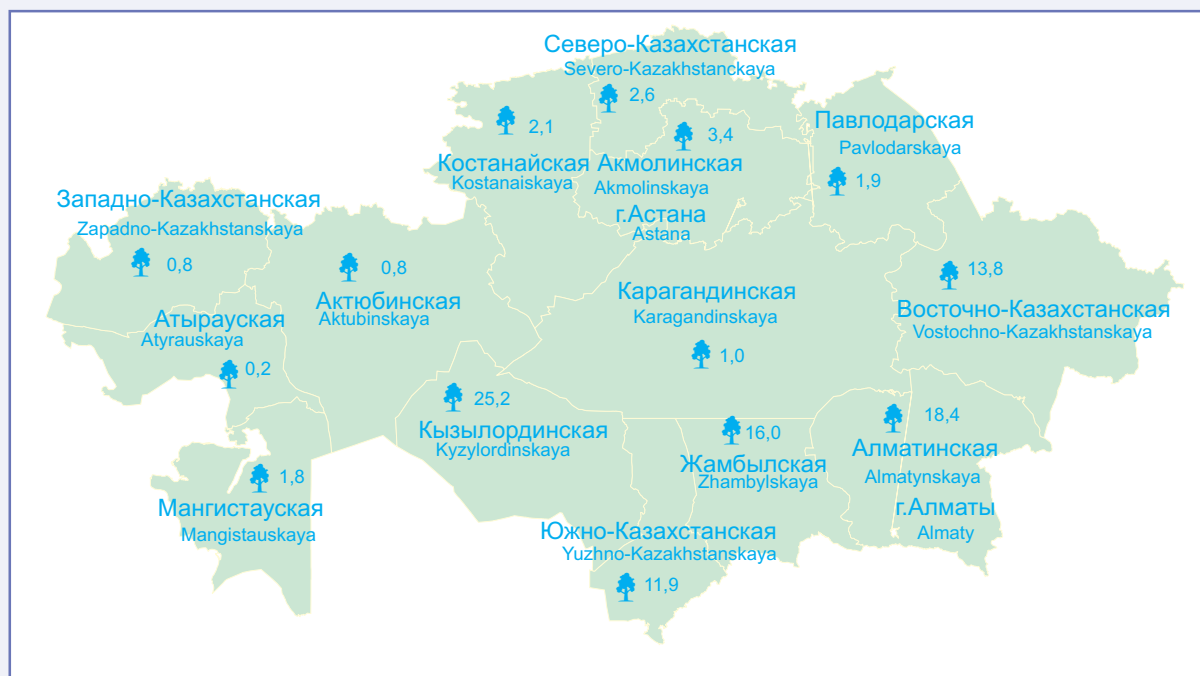 Северо-Казахстанская
Severo-Kazakhstanckaya
2,6
2,1
3,4
Костанайская
Kostanaiskaya
Акмолинская
Akmolinskaya
г.Астана
Astana
Павлодарская
Pavlodarskaya
1,9
Западно-Казахстанская
Zapadno-Kazakhstanskaya
0,8
0,8
Актюбинская
Aktubinskaya
Атырауская
Atyrauskaya
0,2
Карагандинская
Karagandinskaya
1,0
13,8
Восточно-Казахстанская
Vostochno-Kazakhstanskaya
25,2
Кызылординская
Kyzylordinskaya
16,0
Жамбылская
Zhambylskaya
18,4
Алматинская
Almatynskaya
г.Алматы
Almaty
1,8
Мангистауская
Mangistauskaya
Южно-Казахстанская
Yuzhno-Kazakhstanskaya
11,9